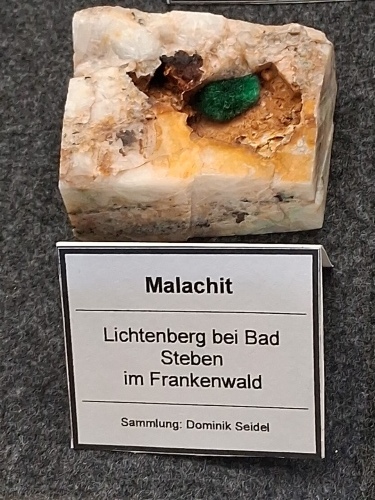 Malachit
Lichtenberg bei Bad
Steben
im Frankenwald
Sammlung: Dominik Seidel